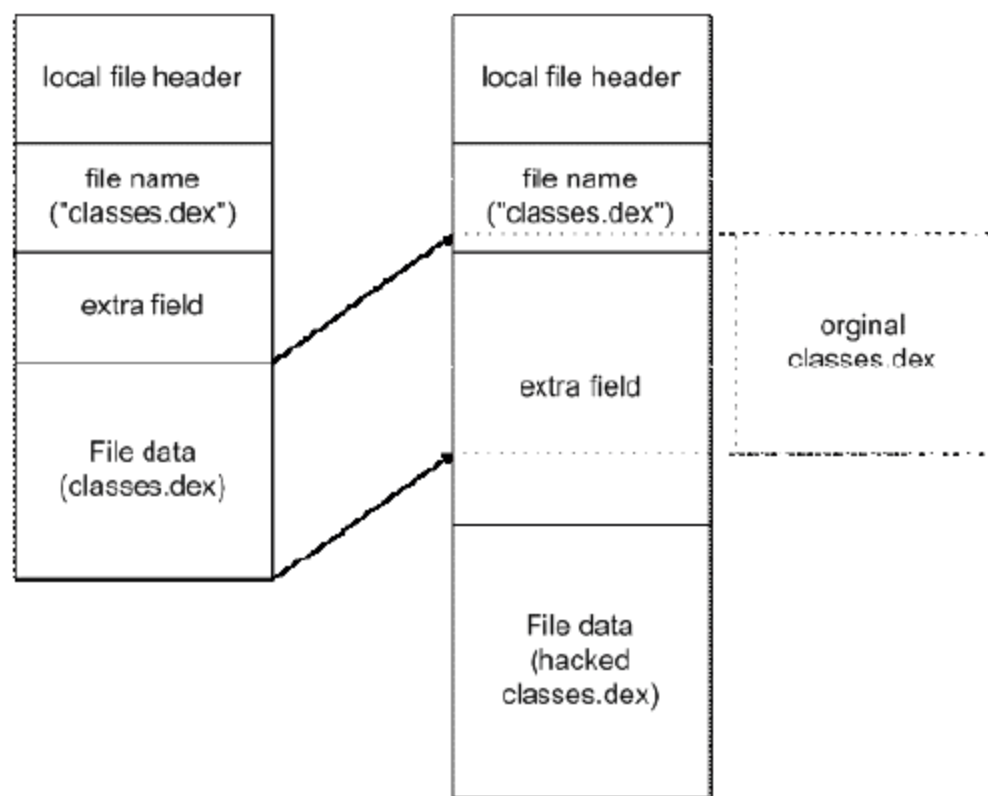 local file header
file name
("classes.dex")
extra field
File data
(classes.dex)
local file header
file name
("classes.dex")
extra field
File data
(hacked
classes.dex)
orginal
classes.dex